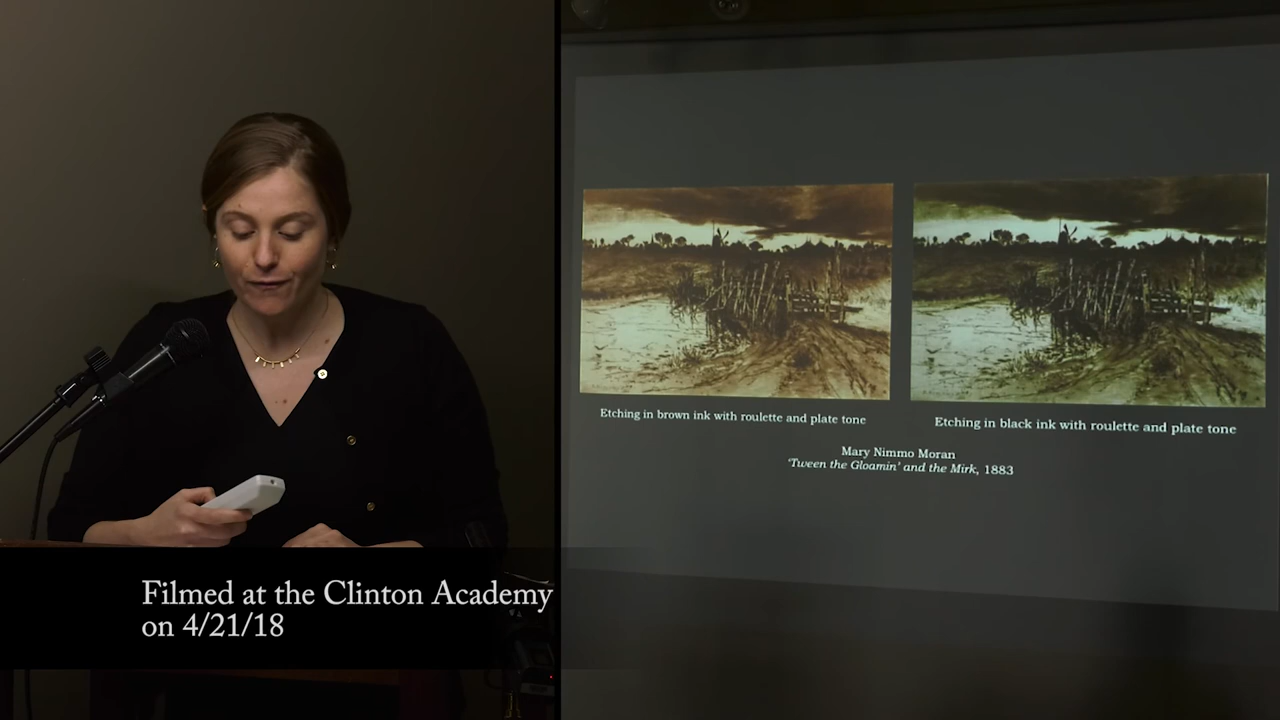 Filmed at the Clinton Academy
on 4/21/18
Etching in brown ink with roulette and plate tone
Etching in black ink with roulette and plate tone
Mary Nimmo Moran
'Tween the Gloamin' and the Mirk, 1883